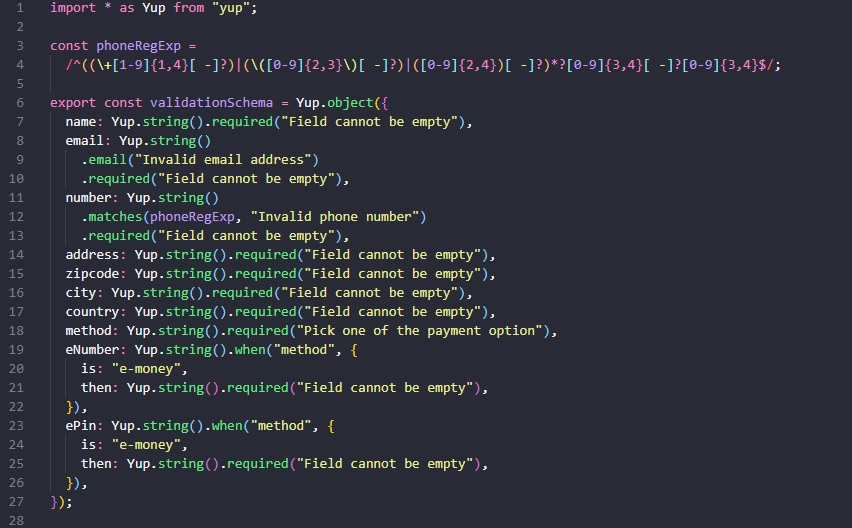 1 import * as Yup from "yup";
2
3 const phoneRegExp =
4   /^((\+[1-9]{1,4}[ -]?)|(\([0-9]{2,3}\)[ -]?)|([0-9]{2,4})[ -]?)*?[0-9]{3,4}[ -]?[0-9]{3,4}$/;
5
6 export const validationSchema = Yup.object({
7   name: Yup.string().required("Field cannot be empty"),
8   email: Yup.string()
9     .email("Invalid email address")
10     .required("Field cannot be empty"),
11   number: Yup.string()
12     .matches(phoneRegExp, "Invalid phone number")
13     .required("Field cannot be empty"),
14   address: Yup.string().required("Field cannot be empty"),
15   zipcode: Yup.string().required("Field cannot be empty"),
16   city: Yup.string().required("Field cannot be empty"),
17   country: Yup.string().required("Field cannot be empty"),
18   method: Yup.string().required("Pick one of the payment option"),
19   eNumber: Yup.string().when("method", {
20     is: "e-money",
21     then: Yup.string().required("Field cannot be empty"),
22   }),
23   ePin: Yup.string().when("method", {
24     is: "e-money",
25     then: Yup.string().required("Field cannot be empty"),
26   }),
27 });
28